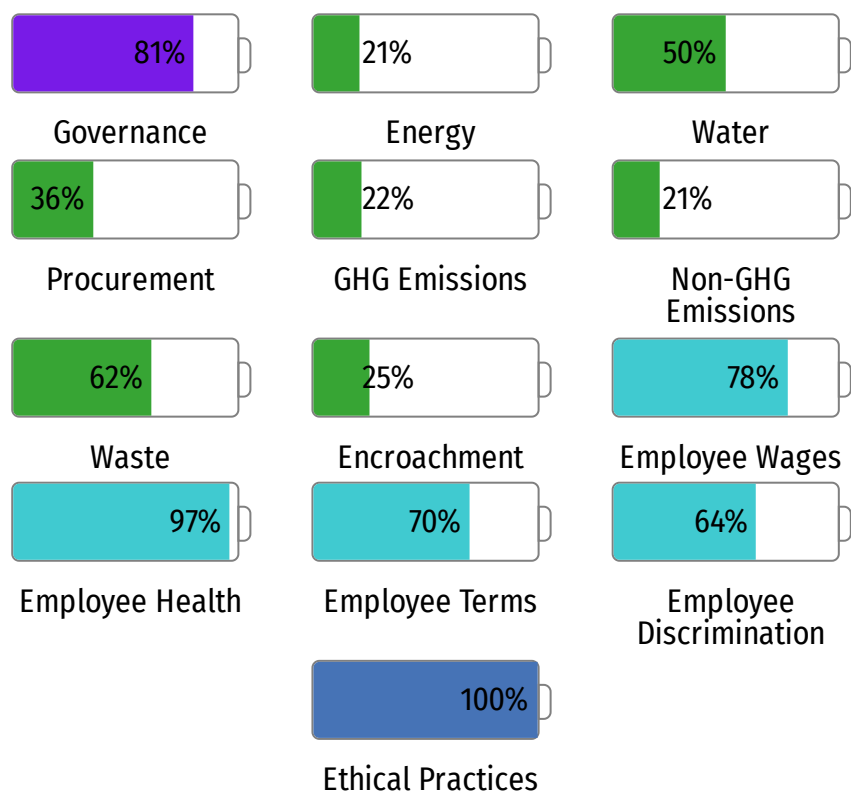 81%
21%
50%
Governance
Energy
Water
36%
22%
21%
Procurement
GHG Emissions
Non-GHG
Emissions
62%
25%
78%
Waste
Encroachment
Employee Wages
97%
70%
64%
Employee Health
Employee Terms
Employee
Discrimination
100%
Ethical Practices